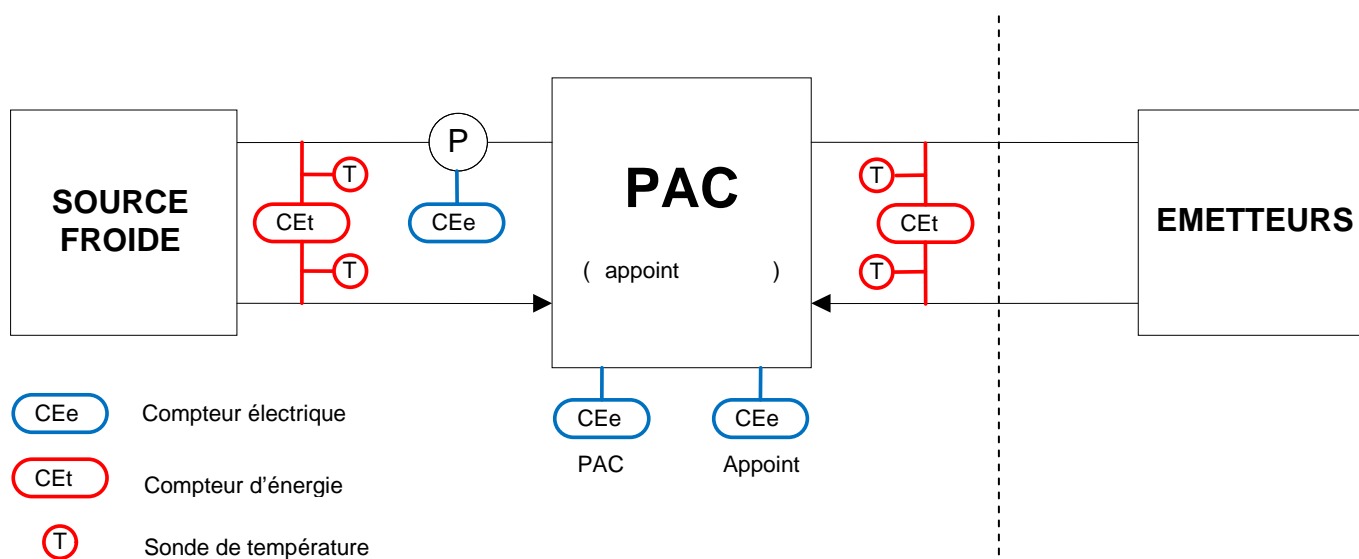 SOURCE
FROIDE
T
CEt
T
P
CEe
PAC
( appoint )
CEe
PAC
CEe
Appoint
T
CEt
T
EMETTEURS
CEe Compteur électrique
CEt Compteur d'énergie
T Sonde de température